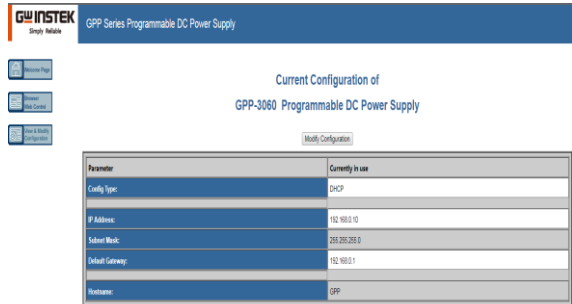 GWINSTEK
Simply Reliable
GPP Series Programmable DC Power Supply
Welcome Page
Browser
Web Control
View & Modify
Configuration
Current Configuration of
GPP-3060 Programmable DC Power Supply
Modify Configuration
Parameter Currently in use
Config Type: DHCP
IP Address: 192.168.0.10
Subnet Mask: 255.255.255.0
Default Gateway: 192.168.0.1
Hostname: GPP